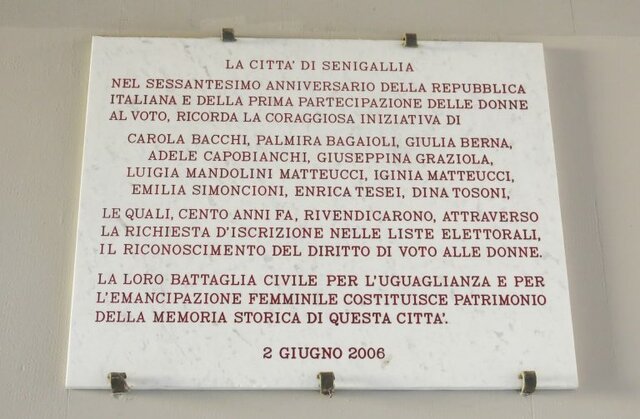 LA CITTA' DI SENIGALLIA
NEL SESSANTESIMO ANNIVERSARIO DELLA REPUBBLICA
ITALIANA E DELLA PRIMA PARTECIPAZIONE DELLE DONNE
AL VOTO, RICORDA LA CORAGGIOSA INIZIATIVA DI
CAROLA BACCHI, PALMIRA BAGAIOLI, GIULIA BERNA,
ADELE CAPOBIANCHI, GIUSEPPINA GRAZIOLA,
LUIGIA MANDOLINI MATTEUCCI, IGINIA MATTEUCCI,
EMILIA SIMONCIONI, ENRICA TESEI, DINA TOSONI,
LE QUALI, CENTO ANNI FA, RIVENDICARONO, ATTRAVERSO
LA RICHIESTA D'ISCRIZIONE NELLE LISTE ELETTORALI,
IL RICONOSCIMENTO DEL DIRITTO DI VOTO ALLE DONNE.
LA LORO BATTAGLIA CIVILE PER L'UGUAGLIANZA E PER
L'EMANCIPAZIONE FEMMINILE COSTITUISCE PATRIMONIO
DELLA MEMORIA STORICA DI QUESTA CITTA'.
2 GIUGNO 2006